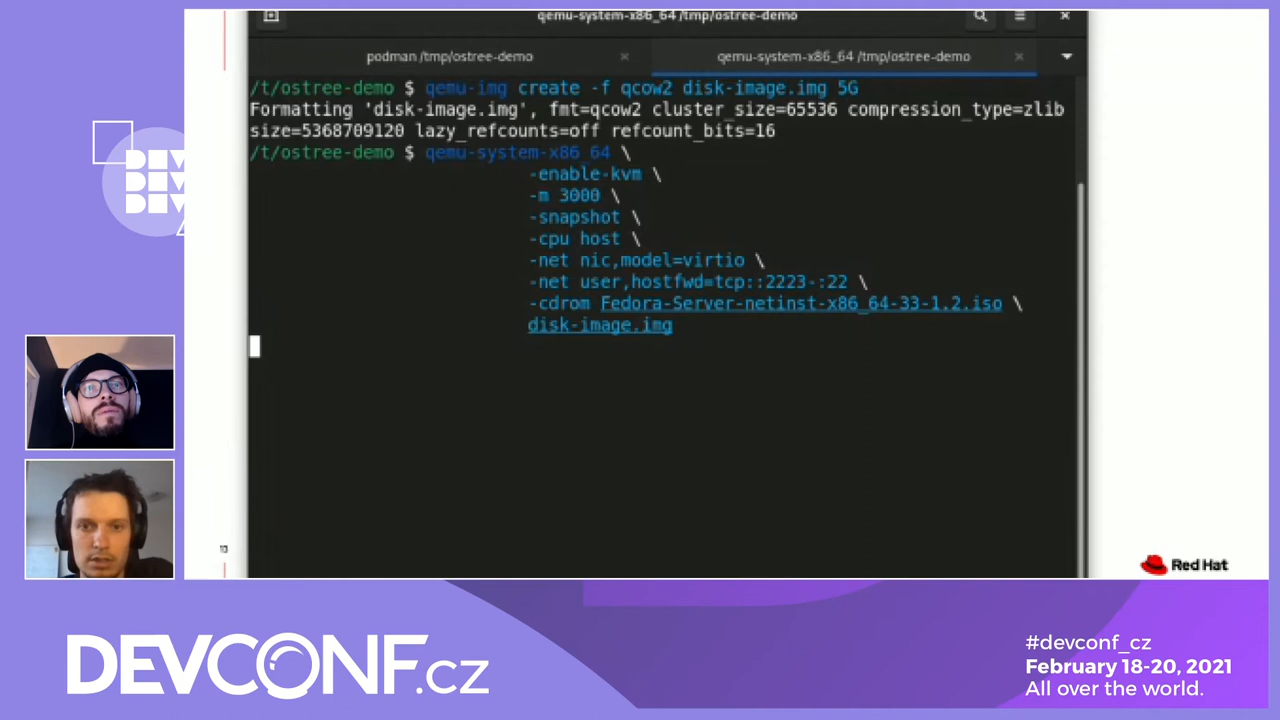 qemu-system-x86_64 /tmp/ostree-demo
podman /tmp/ostree-demo
qemu-system-x86_64 /tmp/ostree-demo
/t/ostree-demo $ qemu-img create -f qcow2 disk-image.img 5G
Formatting 'disk-image.img', fmt=qcow2 cluster_size=65536 compression_type=zlib
size=5368709120 lazy_refcounts=off refcount_bits=16
/t/ostree-demo $ qemu-system-x86_64 \
-enable-kvm \
-m 3000 \
-snapshot \
-cpu host \
-net nic,model=virtio \
-net user,hostfwd=tcp::2223-:22 \
-cdrom Fedora-Server-netinst-x86_64-33-1.2.iso \
disk-image.img
DEV
DEV
DEV
Red Hat
DEVCONF.cz
#devconf_cz
February 18-20, 2021
All over the world.